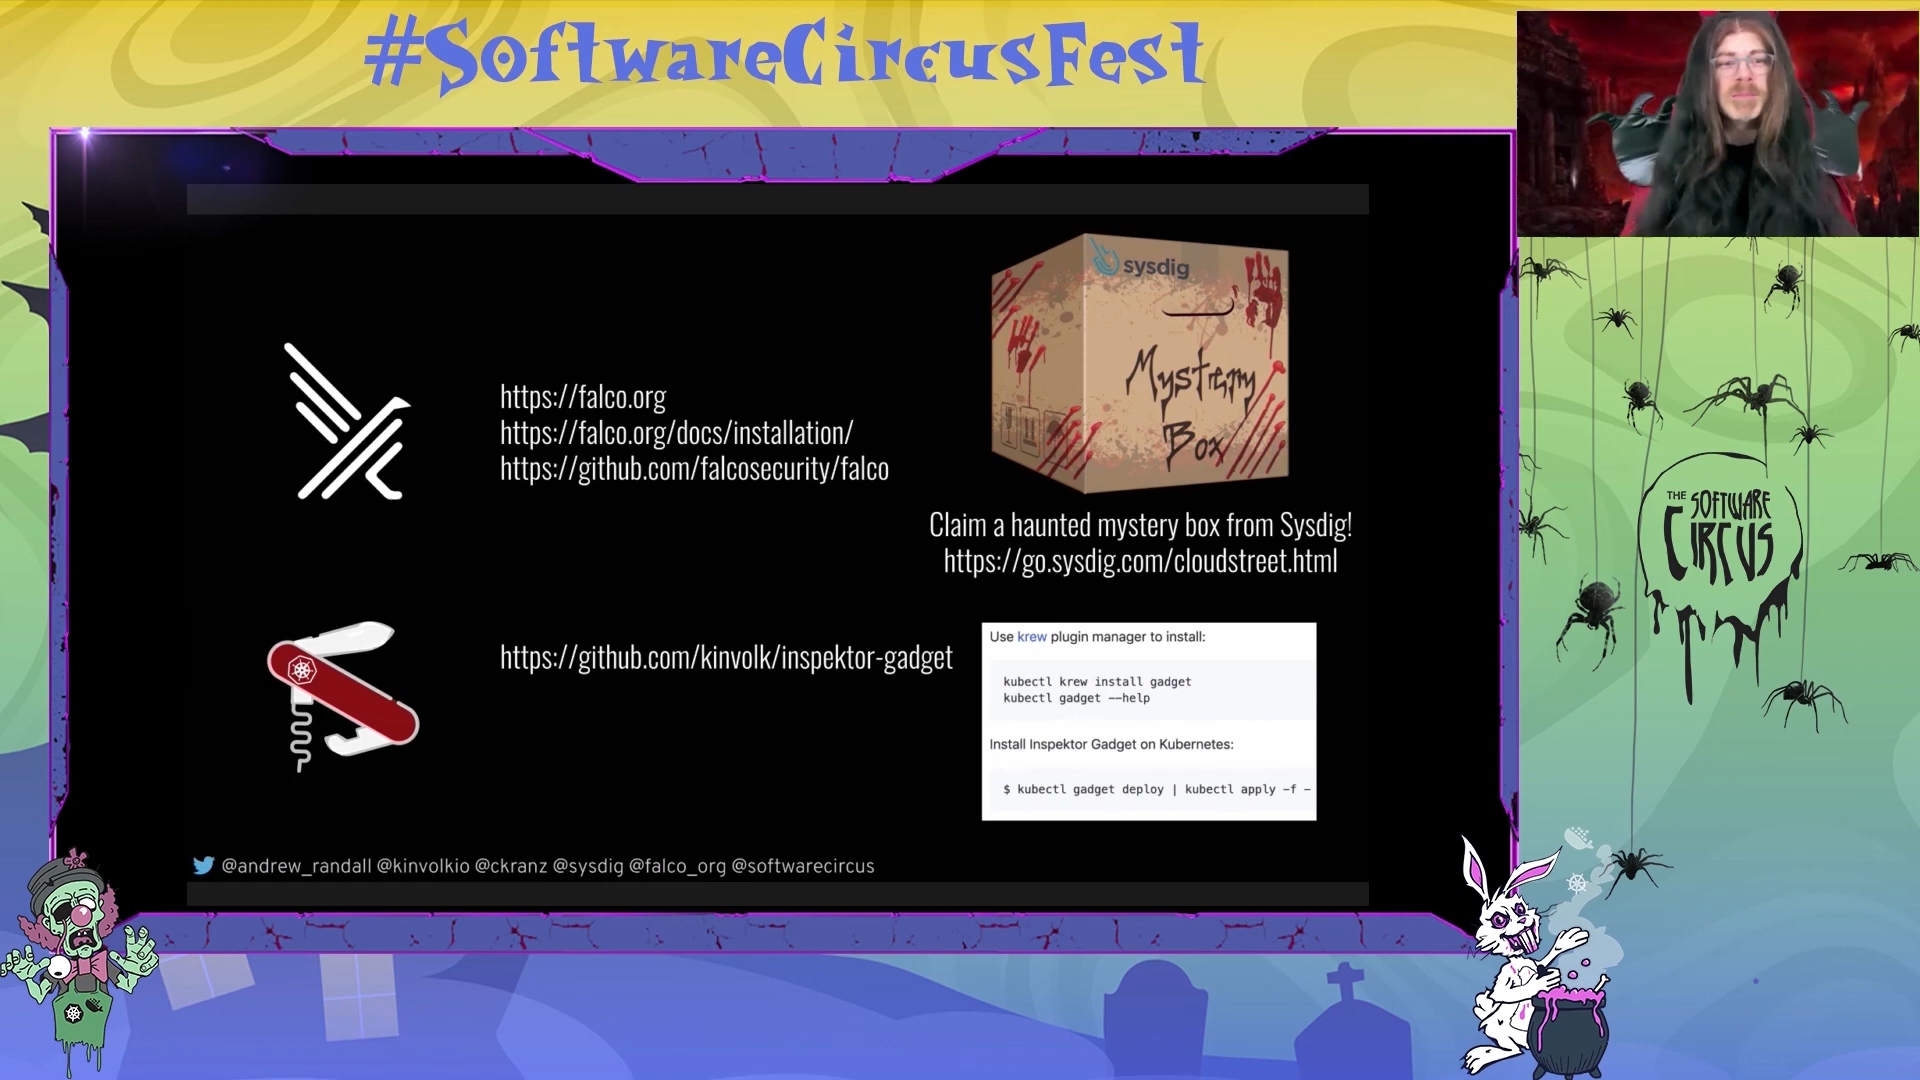 #SoftwareCircusFest
sysdig
Mystery
Box
https://falco.org
https://falco.org/docs/installation/
https://github.com/falcosecurity/falco
Claim a haunted mystery box from Sysdig!
https://go.sysdig.com/cloudstreet.html
https://github.com/kinvolk/inspektor-gadget
Use krew plugin manager to install:
kubectl krew install gadget
kubectl gadget --help
Install Inspektor Gadget on Kubernetes:
$ kubectl gadget deploy | kubectl apply -f -
@andrew_randall @kinvolkio @ckranz @sysdig @falco_org @softwarecircus
THE SOFTWARE
CIRCUS